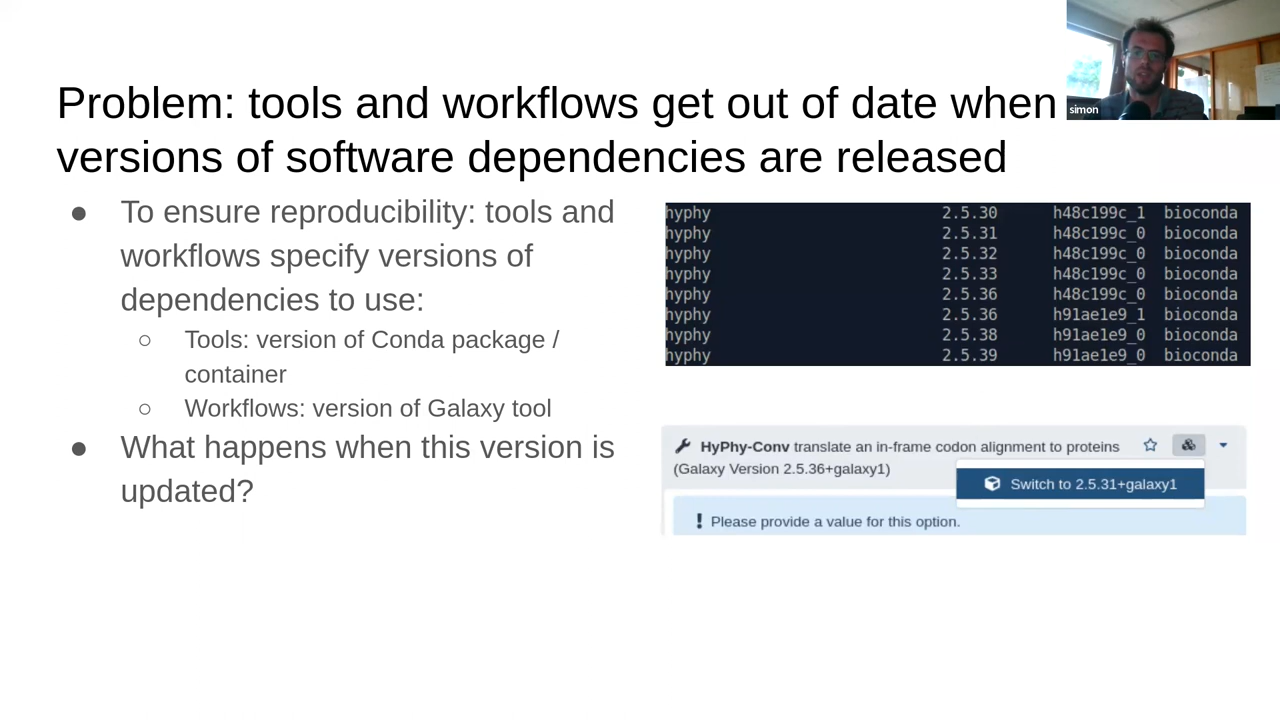 Problem: tools and workflows get out of date when
versions of software dependencies are released
simon
● To ensure reproducibility: tools and
workflows specify versions of
dependencies to use:
○ Tools: version of Conda package /
container
○ Workflows: version of Galaxy tool
● What happens when this version is
updated?
hyphy 2.5.30 h48c199c_1 bioconda
hyphy 2.5.31 h48c199c_0 bioconda
hyphy 2.5.32 h48c199c_0 bioconda
hyphy 2.5.33 h48c199c_0 bioconda
hyphy 2.5.36 h48c199c_0 bioconda
hyphy 2.5.36 h91ae1e9_1 bioconda
hyphy 2.5.38 h91ae1e9_0 bioconda
hyphy 2.5.39 h91ae1e9_0 bioconda
HyPhy-Conv translate an in-frame codon alignment to proteins
(Galaxy Version 2.5.36+galaxy1)
Switch to 2.5.31+galaxy1
! Please provide a value for this option.